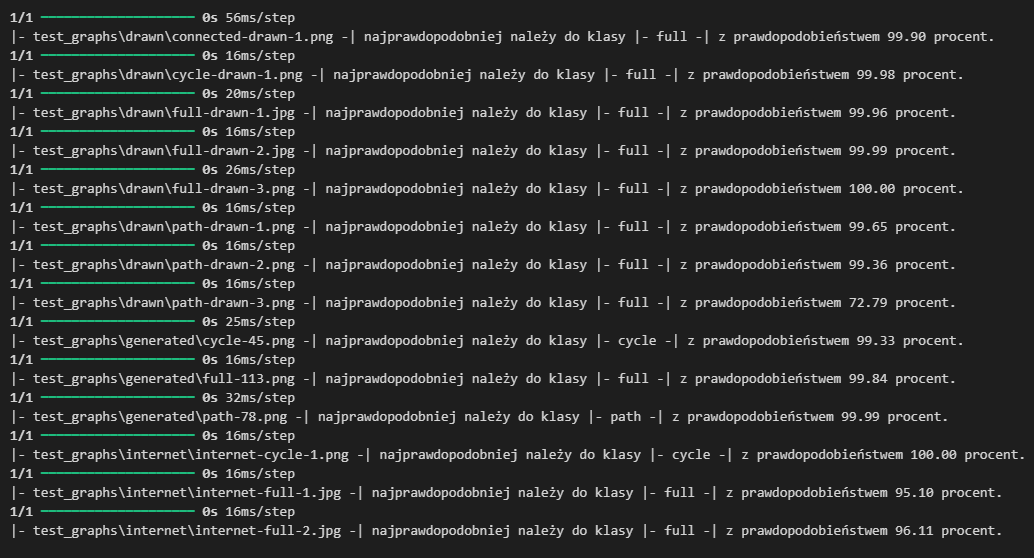 1/1 ━━━━━━━━━━━━━━━━━━━━ 0s 56ms/step
|- test_graphs\drawn\connected-drawn-1.png -| najprawdopodobniej należy do klasy |- full -| z prawdopodobieństwem 99.90 procent.
1/1 ━━━━━━━━━━━━━━━━━━━━ 0s 16ms/step
|- test_graphs\drawn\cycle-drawn-1.png -| najprawdopodobniej należy do klasy |- full -| z prawdopodobieństwem 99.98 procent.
1/1 ━━━━━━━━━━━━━━━━━━━━ 0s 20ms/step
|- test_graphs\drawn\full-drawn-1.jpg -| najprawdopodobniej należy do klasy |- full -| z prawdopodobieństwem 99.96 procent.
1/1 ━━━━━━━━━━━━━━━━━━━━ 0s 16ms/step
|- test_graphs\drawn\full-drawn-2.jpg -| najprawdopodobniej należy do klasy |- full -| z prawdopodobieństwem 99.99 procent.
1/1 ━━━━━━━━━━━━━━━━━━━━ 0s 26ms/step
|- test_graphs\drawn\full-drawn-3.png -| najprawdopodobniej należy do klasy |- full -| z prawdopodobieństwem 100.00 procent.
1/1 ━━━━━━━━━━━━━━━━━━━━ 0s 16ms/step
|- test_graphs\drawn\path-drawn-1.png -| najprawdopodobniej należy do klasy |- full -| z prawdopodobieństwem 99.65 procent.
1/1 ━━━━━━━━━━━━━━━━━━━━ 0s 16ms/step
|- test_graphs\drawn\path-drawn-2.png -| najprawdopodobniej należy do klasy |- full -| z prawdopodobieństwem 99.36 procent.
1/1 ━━━━━━━━━━━━━━━━━━━━ 0s 16ms/step
|- test_graphs\drawn\path-drawn-3.png -| najprawdopodobniej należy do klasy |- full -| z prawdopodobieństwem 72.79 procent.
1/1 ━━━━━━━━━━━━━━━━━━━━ 0s 25ms/step
|- test_graphs\generated\cycle-45.png -| najprawdopodobniej należy do klasy |- cycle -| z prawdopodobieństwem 99.33 procent.
1/1 ━━━━━━━━━━━━━━━━━━━━ 0s 16ms/step
|- test_graphs\generated\full-113.png -| najprawdopodobniej należy do klasy |- full -| z prawdopodobieństwem 99.84 procent.
1/1 ━━━━━━━━━━━━━━━━━━━━ 0s 32ms/step
|- test_graphs\generated\path-78.png -| najprawdopodobniej należy do klasy |- path -| z prawdopodobieństwem 99.99 procent.
1/1 ━━━━━━━━━━━━━━━━━━━━ 0s 16ms/step
|- test_graphs\internet\internet-cycle-1.png -| najprawdopodobniej należy do klasy |- cycle -| z prawdopodobieństwem 100.00 procent.
1/1 ━━━━━━━━━━━━━━━━━━━━ 0s 16ms/step
|- test_graphs\internet\internet-full-1.jpg -| najprawdopodobniej należy do klasy |- full -| z prawdopodobieństwem 95.10 procent.
1/1 ━━━━━━━━━━━━━━━━━━━━ 0s 16ms/step
|- test_graphs\internet\internet-full-2.jpg -| najprawdopodobniej należy do klasy |- full -| z prawdopodobieństwem 96.11 procent.